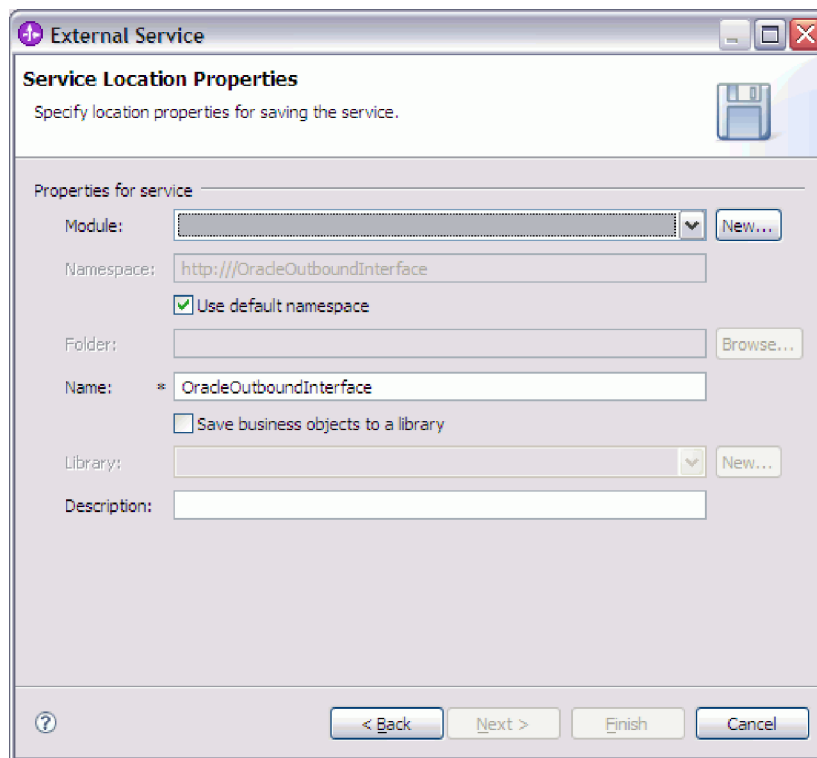 External Service
Service Location Properties
Specify location properties for saving the service.
Properties for service
Module:
New...
Namespace: http:///OracleOutboundInterface
Use default namespace
Folder:
Browse...
Name: * OracleOutboundInterface
Save business objects to a library
Library:
New...
Description:
? < Back Next > Finish Cancel